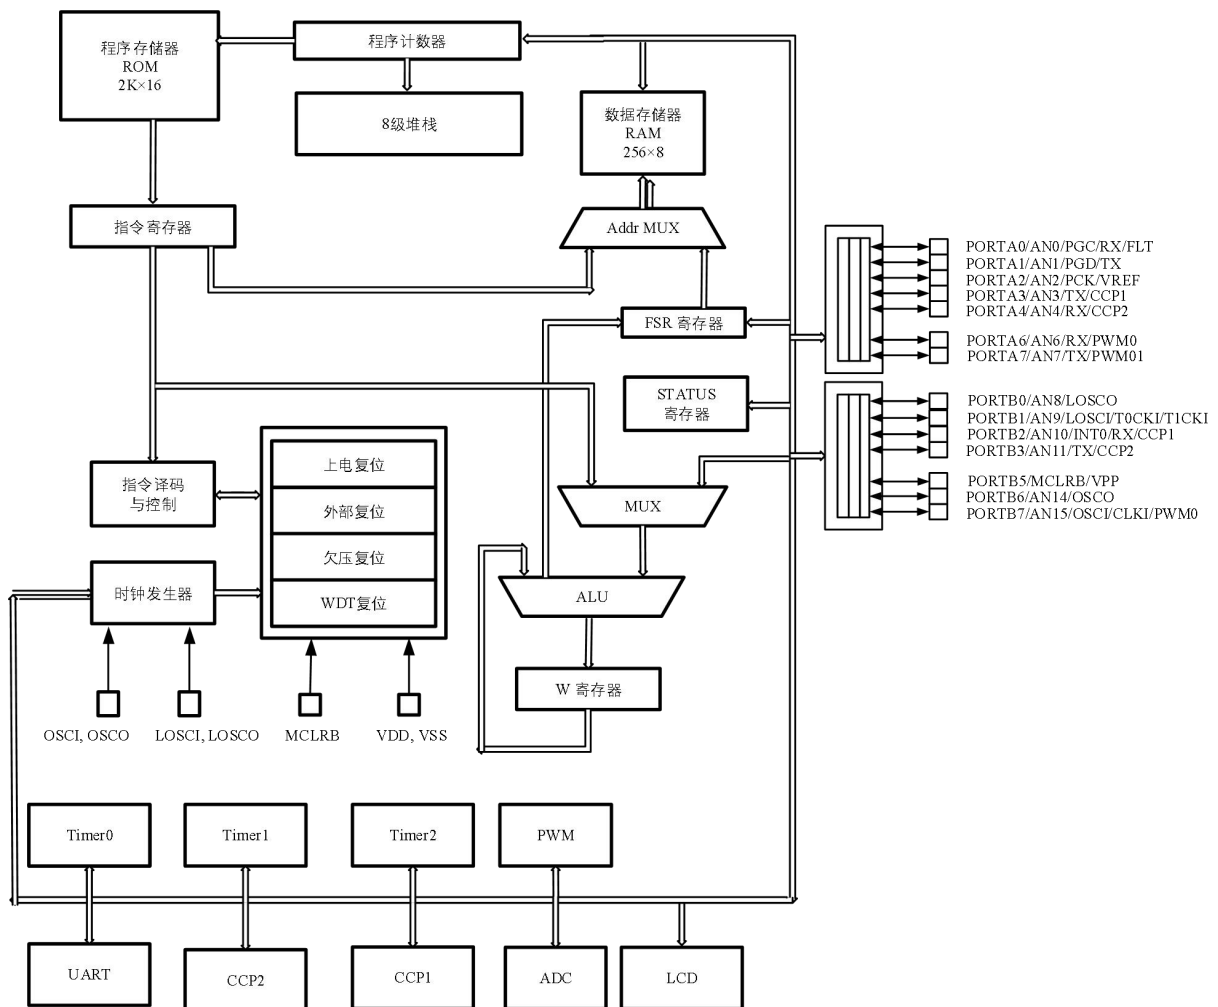 程序存储器
ROM
2K×16
程序计数器
8级堆栈
数据存储器
RAM
256×8
指令寄存器
Addr MUX
FSR 寄存器
STATUS
寄存器
PORTA0/AN0/PGC/RX/FLT
PORTA1/AN1/PGD/TX
PORTA2/AN2/PCK/VREF
PORTA3/AN3/TX/CCP1
PORTA4/AN4/RX/CCP2
PORTA6/AN6/RX/PWM0
PORTA7/AN7/TX/PWM01
PORTB0/AN8/LOSCO
PORTB1/AN9/LOSCI/T0CKI/T1CKI
PORTB2/AN10/INT0/RX/CCP1
PORTB3/AN11/TX/CCP2
PORTB5/MCLRB/VPP
PORTB6/AN14/OSCO
PORTB7/AN15/OSCI/CLKI/PWM0
指令译码
与控制
上电复位
外部复位
欠压复位
WDT复位
MUX
时钟发生器
ALU
W 寄存器
OSCI, OSCO
LOSCI, LOSCO
MCLRB
VDD, VSS
Timer0
Timer1
Timer2
PWM
UART
CCP2
CCP1
ADC
LCD